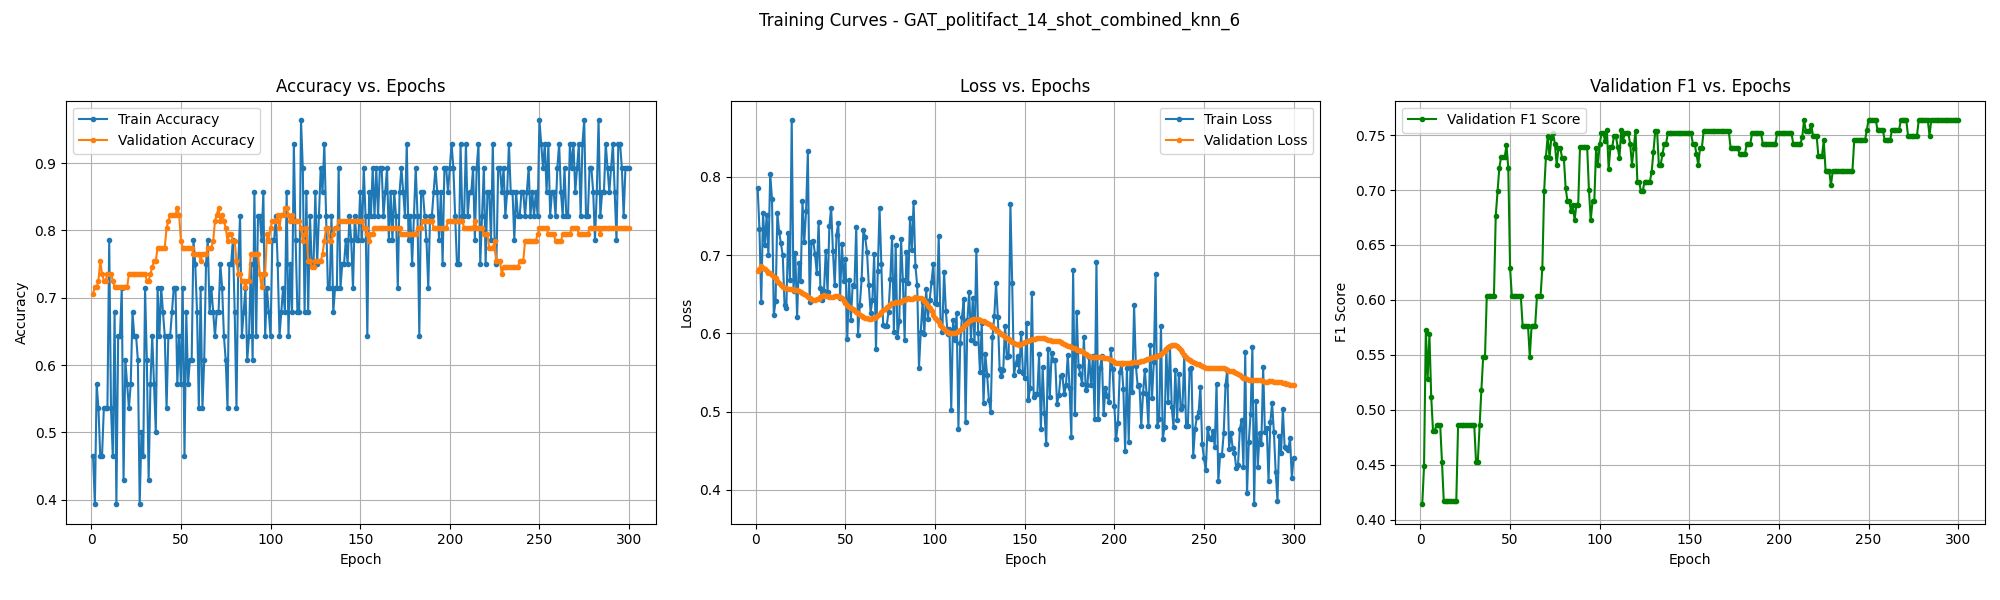 Training Curves - GAT_politifact_14_shot_combined_knn_6
Accuracy vs. Epochs
Train Accuracy
Validation Accuracy
Accuracy
0.9
0.8
0.7
0.6
0.5
0.4
0 50 100 150 200 250 300
Epoch
Loss vs. Epochs
Train Loss
Validation Loss
Loss
0.8
0.7
0.6
0.5
0.4
0 50 100 150 200 250 300
Epoch
Validation F1 vs. Epochs
Validation F1 Score
F1 Score
0.75
0.70
0.65
0.60
0.55
0.50
0.45
0.40
0 50 100 150 200 250 300
Epoch